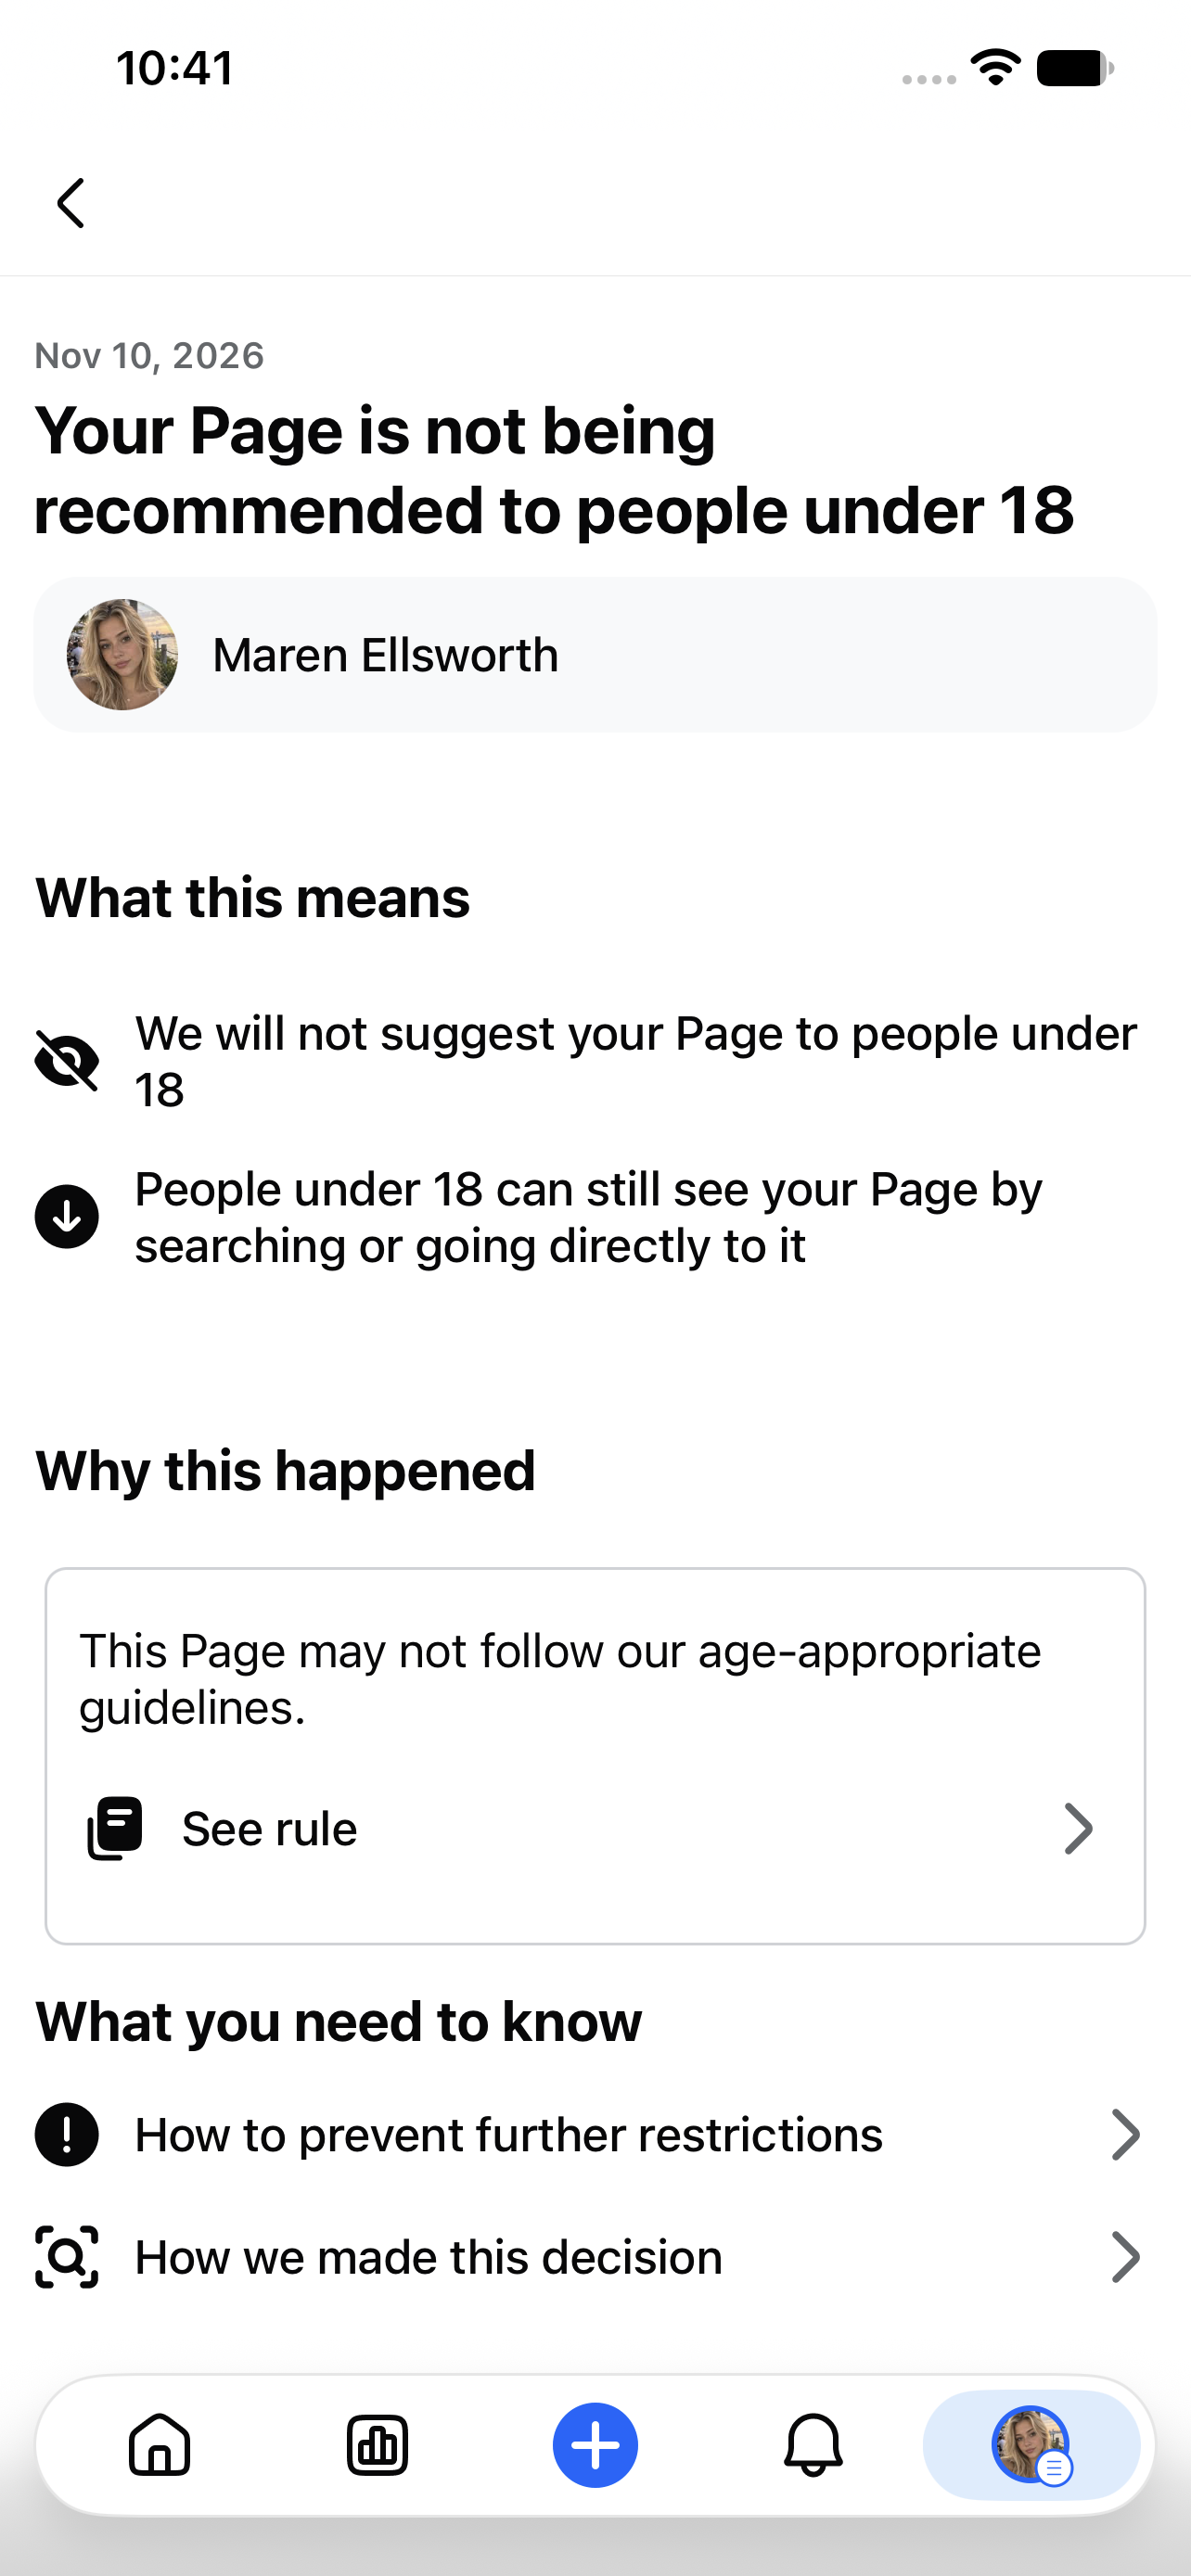 10:41
Nov 10, 2026
Your Page is not being
recommended to people under 18
Maren Ellsworth
What this means
We will not suggest your Page to people under
18
People under 18 can still see your Page by
searching or going directly to it
Why this happened
This Page may not follow our age-appropriate
guidelines.
See rule
What you need to know
How to prevent further restrictions
How we made this decision